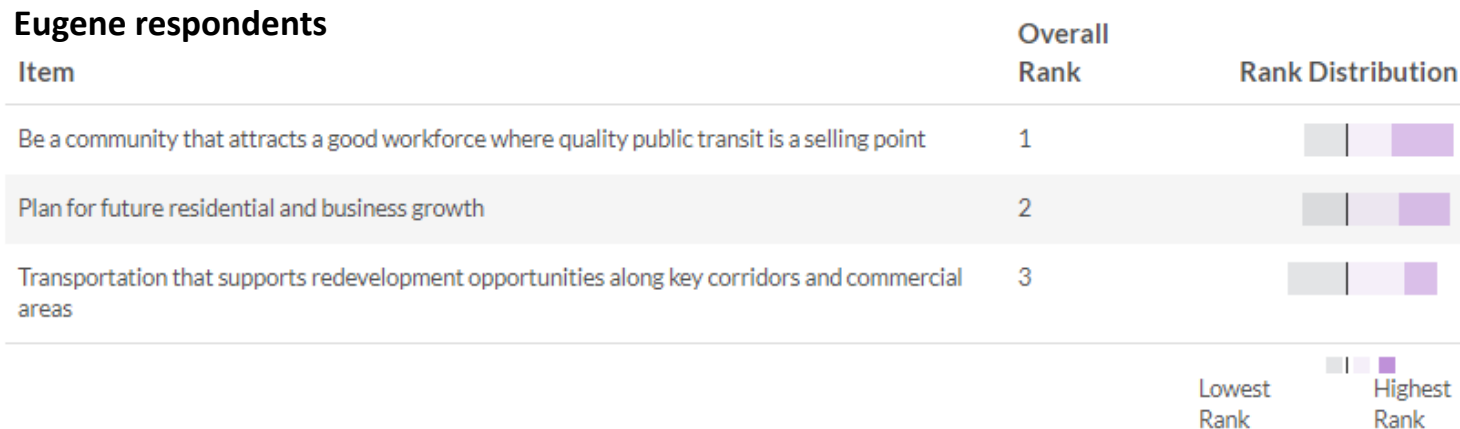 Eugene respondents
Item
Overall
Rank
Rank Distribution
Be a community that attracts a good workforce where quality public transit is a selling point 1
Plan for future residential and business growth 2
Transportation that supports redevelopment opportunities along key corridors and commercial 3
areas
Lowest
Rank
Highest
Rank